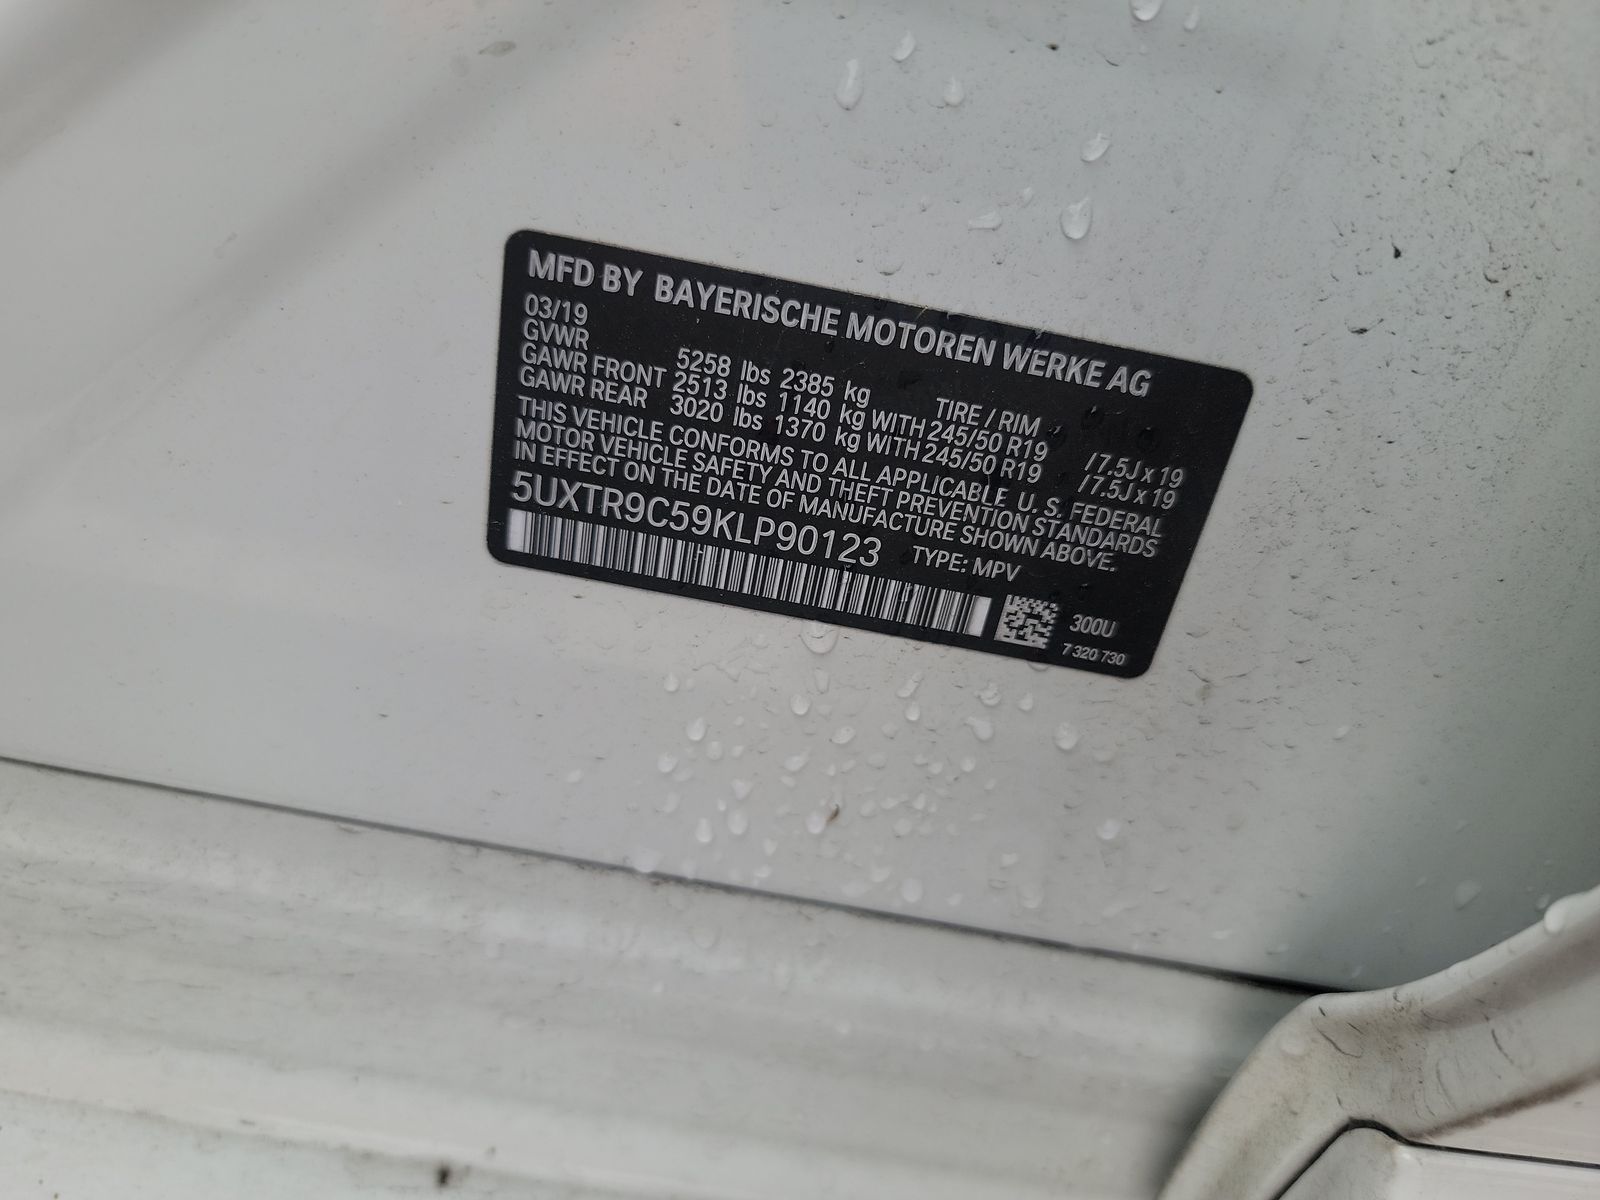 MFD BY BAYERISCHE MOTOREN WERKE AG
03/19
GVWR 5258 lbs 2385 kg TIRE / RIM
GAWR FRONT 2513 lbs 1140 kg WITH 245/50 R19 / 7.5J x 19
GAWR REAR 3020 lbs 1370 kg WITH 245/50 R19 / 7.5J x 19
THIS VEHICLE CONFORMS TO ALL APPLICABLE U. S. FEDERAL
MOTOR VEHICLE SAFETY AND THEFT PREVENTION STANDARDS
IN EFFECT ON THE DATE OF MANUFACTURE SHOWN ABOVE.
5UXTR9C59KLP90123 TYPE: MPV
300U
7 320 730